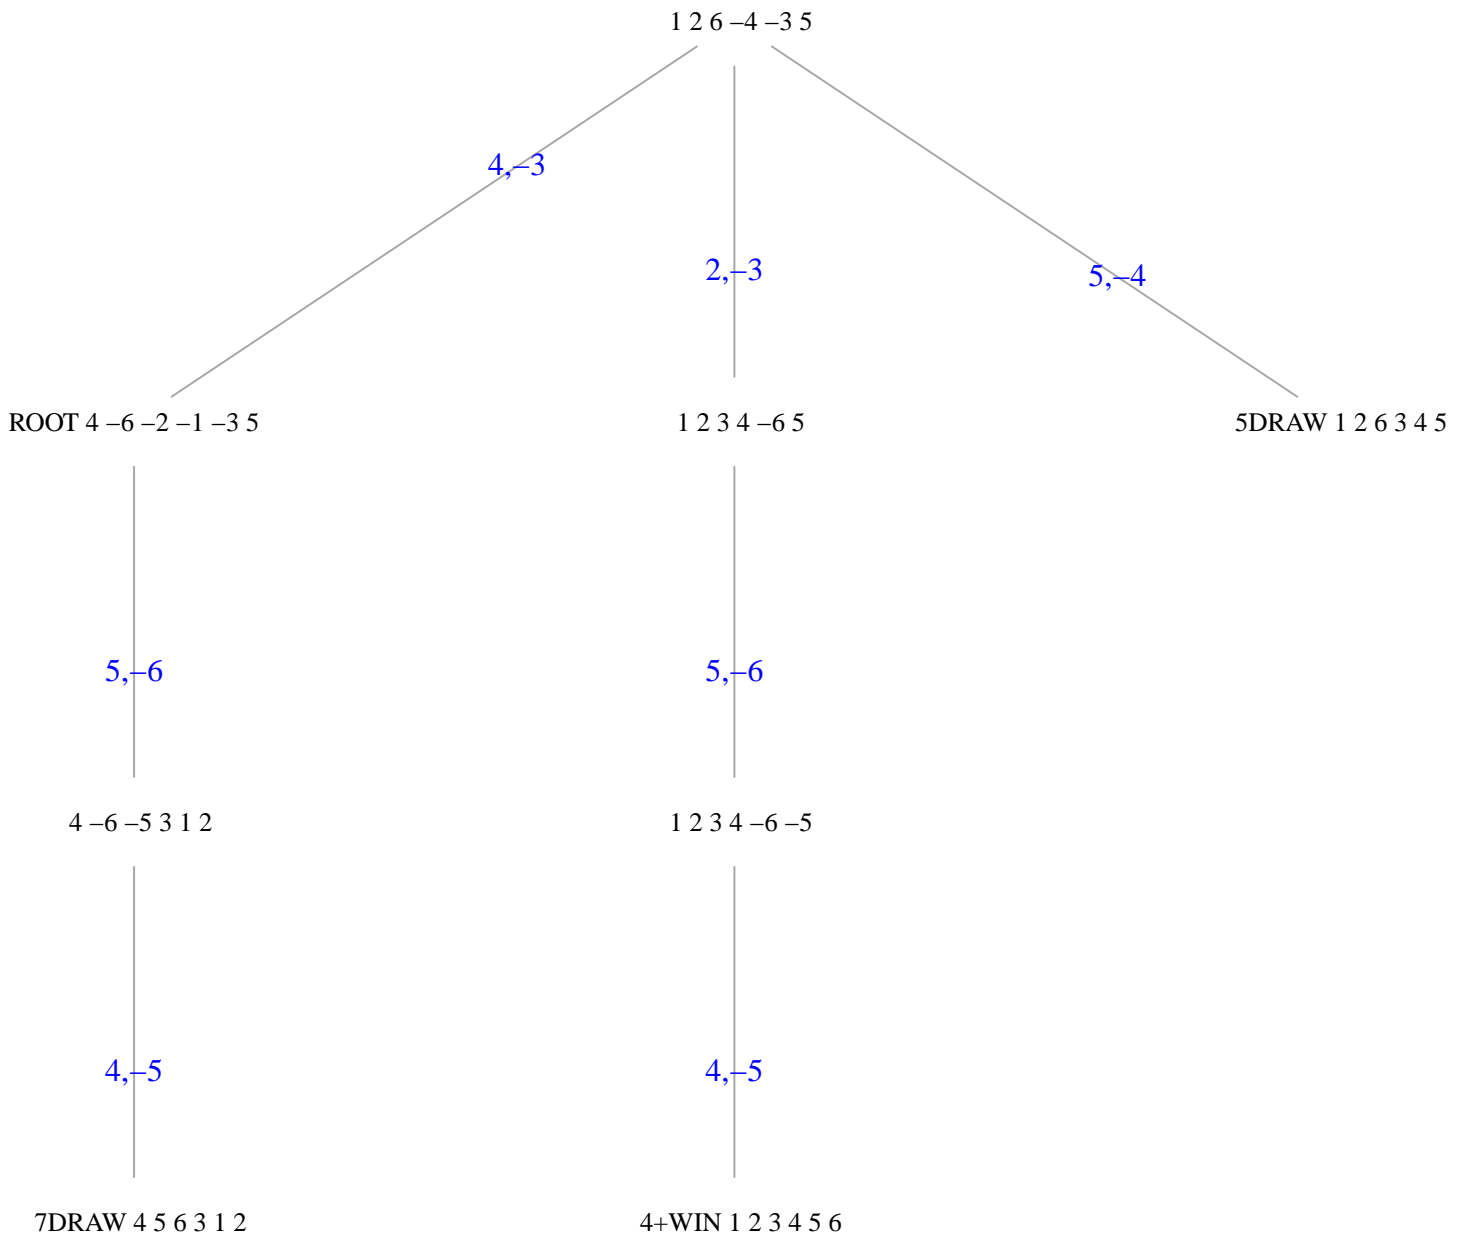 1 2 6 –4 –3 5
4,–3
2,–3
5,–4
ROOT 4 –6 –2 –1 –3 5
1 2 3 4 –6 5
5DRAW 1 2 6 3 4 5
5,–6
5,–6
4 –6 –5 3 1 2
1 2 3 4 –6 –5
4,–5
4,–5
7DRAW 4 5 6 3 1 2
4+WIN 1 2 3 4 5 6